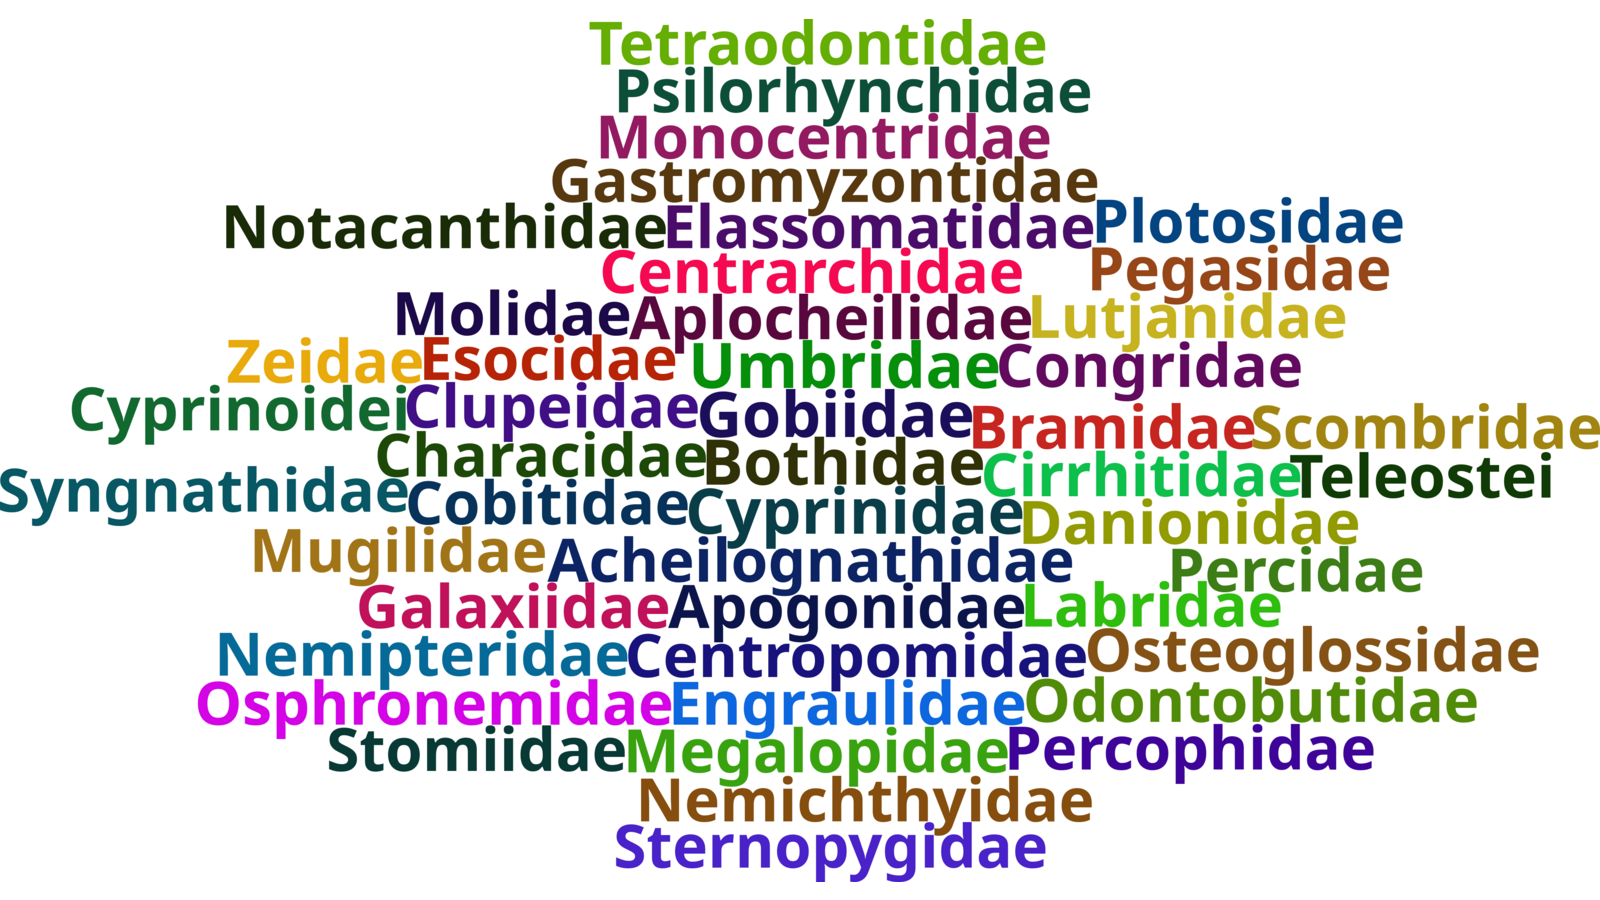 Tetraodontidae
Psilorhynchidae
Monocentridae
Gastromyzontidae
Notacanthidae Elassomatidae Plotosidae
Centrarchidae Pegasidae
Molidae Aplocheilidae Lutjanidae
Zeidae Esocidae Umbridae Congridae
Cyprinoidei Clupeidae Gobiidae Bramidae Scombridae
Characidae Bothidae Cirrhitidae Teleostei
Syngnathidae Cobitidae Cyprinidae Danionidae
Mugilidae Acheilognathidae Percidae
Galaxiidae Apogonidae Labridae
Nemipteridae Centropomidae Osteoglossidae
Osphronemidae Engraulidae Odontobutidae
Stomiidae Megalopidae Percophidae
Nemichthyidae
Sternopygidae